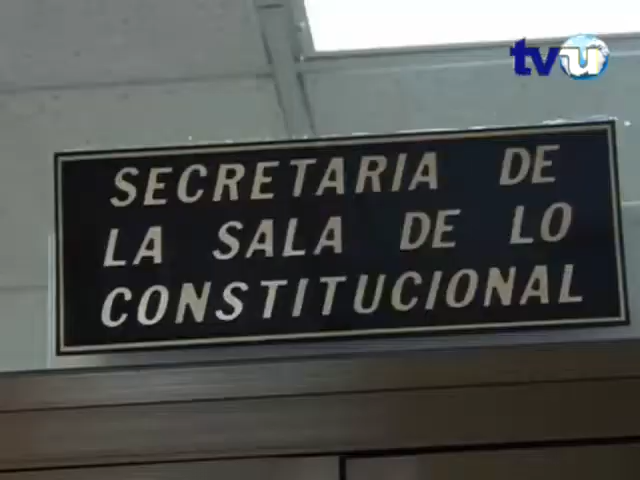 tvu
SECRETARIA DE
LA SALA DE LO
CONSTITUCIONAL